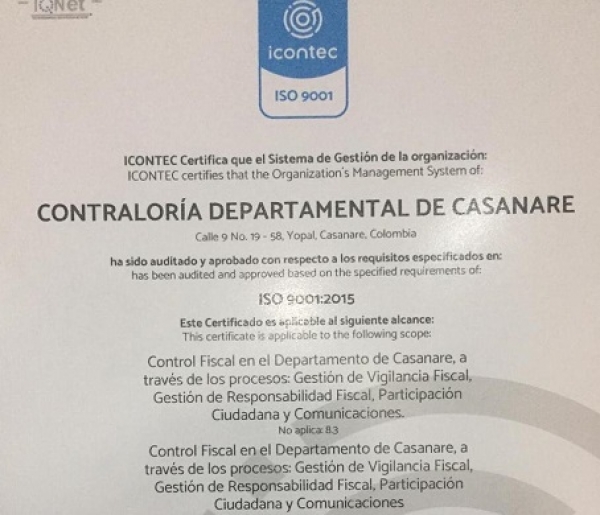 IQNet
icontec
ISO 9001
ICONTEC Certifica que el Sistema de Gestión de la organización:
ICONTEC certifies that the Organization's Management System of:
CONTRALORÍA DEPARTAMENTAL DE CASANARE
Calle 9 No. 19 - 58, Yopal, Casanare, Colombia
ha sido auditado y aprobado con respecto a los requisitos especificados en:
has been audited and approved based on the specified requirements of:
ISO 9001:2015
Este Certificado es aplicable al siguiente alcance:
This certificate is applicable to the following scope:
Control Fiscal en el Departamento de Casanare, a
través de los procesos: Gestión de Vigilancia Fiscal,
Gestión de Responsabilidad Fiscal, Participación
Ciudadana y Comunicaciones.
No aplica: 8.3
Control Fiscal en el Departamento de Casanare, a
través de los procesos: Gestión de Vigilancia Fiscal,
Gestión de Responsabilidad Fiscal, Participación
Ciudadana y Comunicaciones